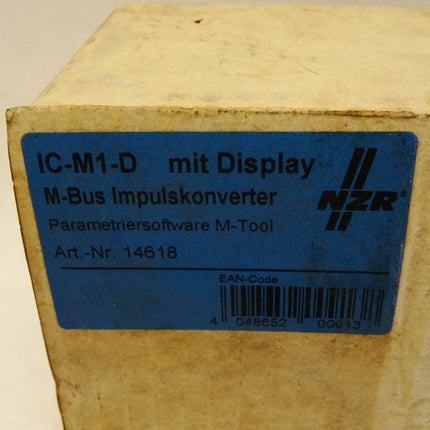 IC-M1-D mit Display
M-Bus Impulskonverter
NZR®
Parametriersoftware M-Tool
Art.-Nr. 14618
EAN-Code
4 048652 00913